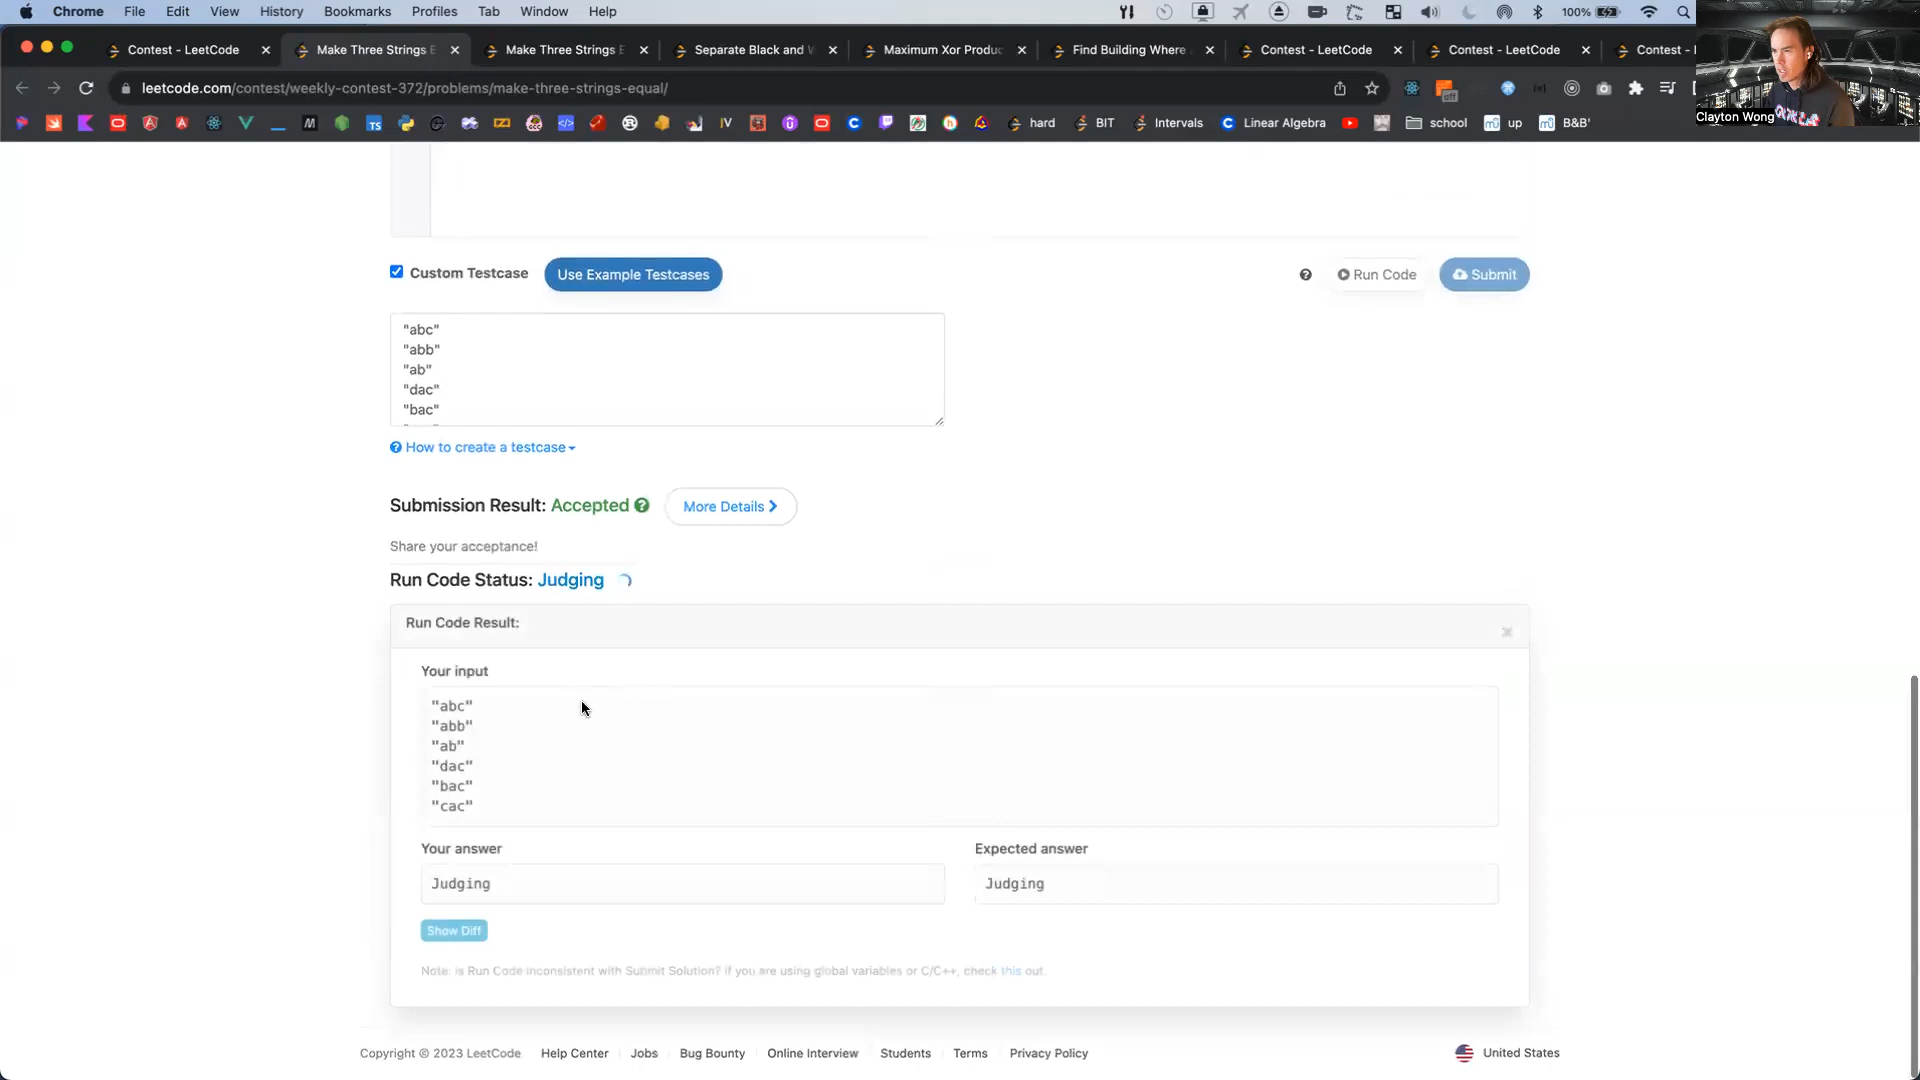 Chrome File Edit View History Bookmarks Profiles Tab Window Help 100%
Contest - LeetCode
Make Three Strings E
Make Three Strings E
Separate Black and W
Maximum Xor Produc
Find Building Where
Contest - LeetCode
Contest - LeetCode
Contest -
leetcode.com/contest/weekly-contest-372/problems/make-three-strings-equal/
off
Clayton Wong
TS IV hard BIT Intervals Linear Algebra school up B&B'
Custom Testcase
Use Example Testcases
Run Code
Submit
"abc"
"abb"
"ab"
"dac"
"bac"
How to create a testcase
Submission Result: Accepted
More Details
Share your acceptance!
Run Code Status: Judging
Run Code Result:
Your input
"abc"
"abb"
"ab"
"dac"
"bac"
"cac"
Your answer
Expected answer
Judging
Judging
Show Diff
Note: Is Run Code inconsistent with Submit Solution? If you are using global variables or C/C++, check this out.
Copyright © 2023 LeetCode Help Center Jobs Bug Bounty Online Interview Students Terms Privacy Policy United States